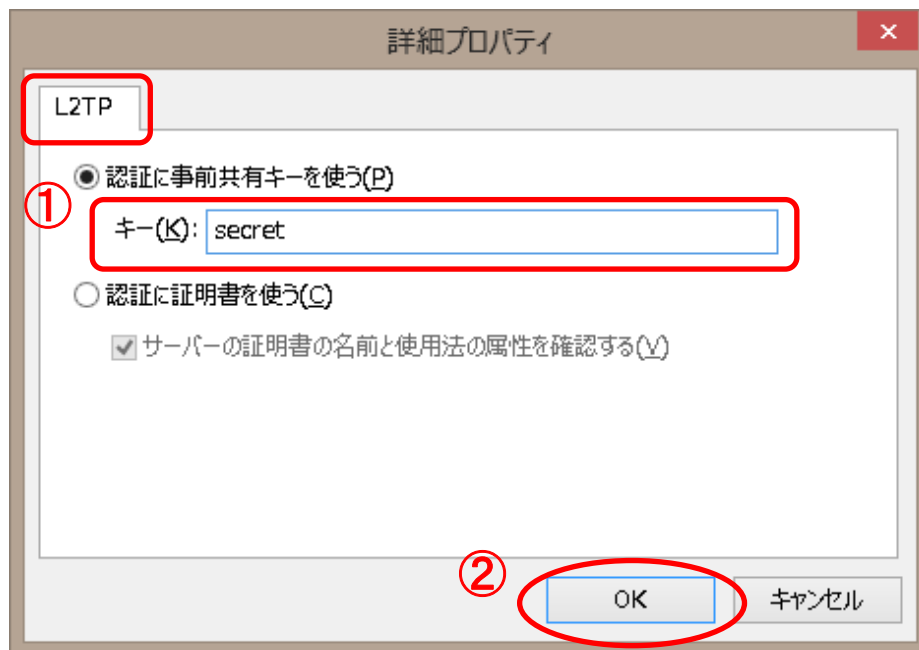 詳細プロパティ
L2TP
認証に事前共有キーを使う(P)
①
キー(K): secret
認証に証明書を使う(C)
サーバーの証明書の名前と使用法の属性を確認する(V)
②
OK キャンセル